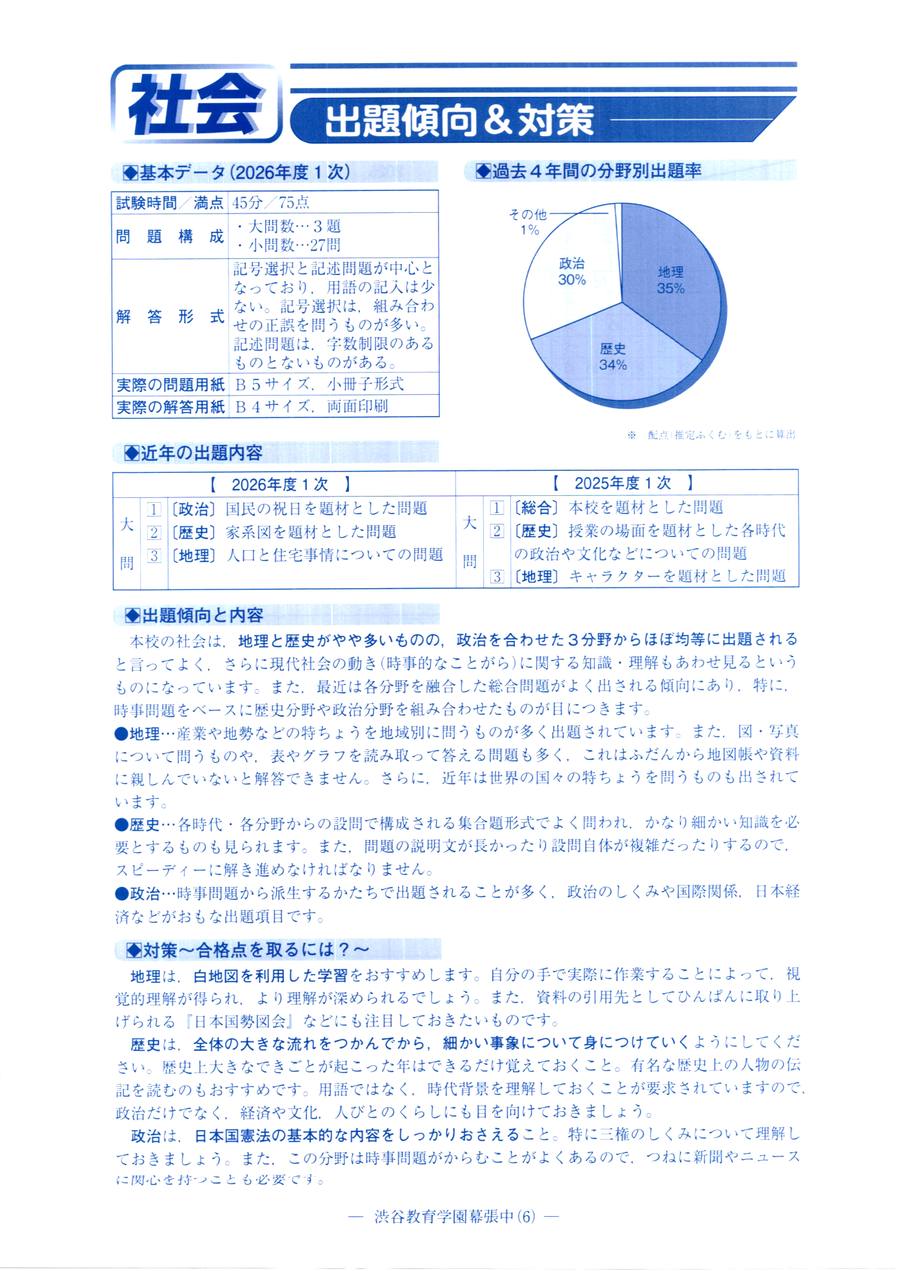 社会
出題傾向＆対策
◆基本データ(2026年度1次)
試験時間／満点 45分／75点
問題構成 ・大問数…3題
・小問数…27問
解答形式 記号選択と記述問題が中心と
なっており，用語の記入は少
ない。記号選択は，組み合わ
せの正誤を問うものが多い。
記述問題は，字数制限のある
ものとないものがある。
実際の問題用紙 B5サイズ，小冊子形式
実際の解答用紙 B4サイズ，両面印刷
◆過去4年間の分野別出題率
その他
1%
政治
30%
地理
35%
歴史
34%
※ 配点(推定ふくむ)をもとに算出
◆近年の出題内容
【 2026年度1次 】
大問
1 〔政治〕国民の祝日を題材とした問題
2 〔歴史〕家系図を題材とした問題
3 〔地理〕人口と住宅事情についての問題
【 2025年度1次 】
大問
1 〔総合〕本校を題材とした問題
2 〔歴史〕授業の場面を題材とした各時代
の政治や文化などについての問題
3 〔地理〕キャラクターを題材とした問題
◆出題傾向と内容
本校の社会は，地理と歴史がやや多いものの，政治を合わせた3分野からほぼ均等に出題される
と言ってよく，さらに現代社会の動き(時事的なことがら)に関する知識・理解もあわせ見るという
ものになっています。また，最近は各分野を融合した総合問題がよく出される傾向にあり，特に，
時事問題をベースに歴史分野や政治分野を組み合わせたものが目につきます。
●地理…産業や地勢などの特ちょうを地域別に問うものが多く出題されています。また，図・写真
について問うものや，表やグラフを読み取って答える問題も多く，これはふだんから地図帳や資料
に親しんでいないと解答できません。さらに，近年は世界の国々の特ちょうを問うものも出されて
います。
●歴史…各時代・各分野からの設問で構成される集合題形式でよく問われ，かなり細かい知識を必
要とするものも見られます。また，問題の説明文が長かったり設問自体が複雑だったりするので，
スピーディーに解き進めなければなりません。
●政治…時事問題から派生するかたちで出題されることが多く，政治のしくみや国際関係，日本経
済などがおもな出題項目です。
◆対策～合格点を取るには？～
地理は，白地図を利用した学習をおすすめします。自分の手で実際に作業することによって，視
覚的理解が得られ，より理解が深められるでしょう。また，資料の引用先としてひんぱんに取り上
げられる『日本国勢図会』などにも注目しておきたいものです。
歴史は，全体の大きな流れをつかんでから，細かい事象について身につけていくようにしてくだ
さい。歴史上大きなできごとが起こった年はできるだけ覚えておくこと。有名な歴史上の人物の伝
記を読むのもおすすめです。用語ではなく，時代背景を理解しておくことが要求されていますので，
政治だけでなく，経済や文化，人びとのくらしにも目を向けておきましょう。
政治は，日本国憲法の基本的な内容をしっかりおさえること。特に三権のしくみについて理解し
ておきましょう。また，この分野は時事問題がからむことがよくあるので，つねに新聞やニュース
に関心を持つことも必要です。
― 渋谷教育学園幕張中(6) ―